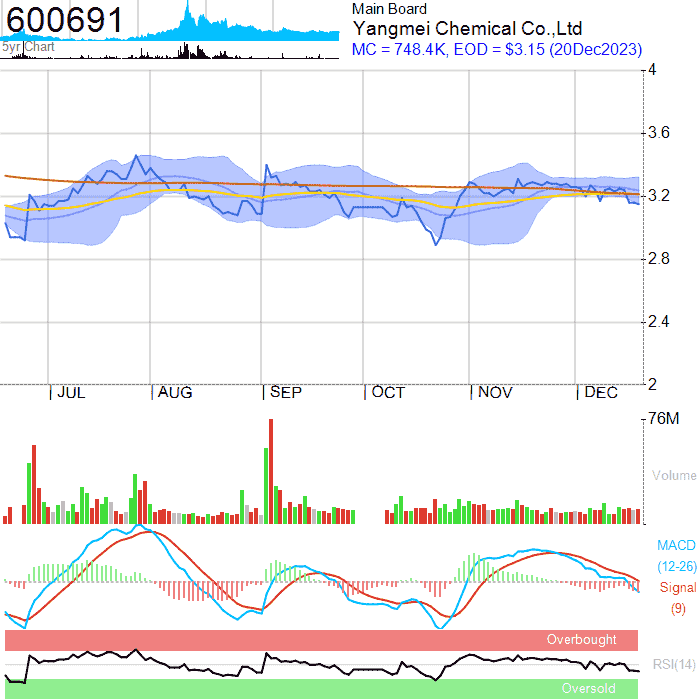 600691
5yr Chart
Main Board
Yangmei Chemical Co.,Ltd
MC = 748.4K, EOD = $3.15 (20Dec2023)
4
3.6
3.2
2.8
2.4
2
JUL
AUG
SEP
OCT
NOV
DEC
76M
Volume
MACD
(12-26)
Signal
(9)
Overbought
RSI(14)
Oversold